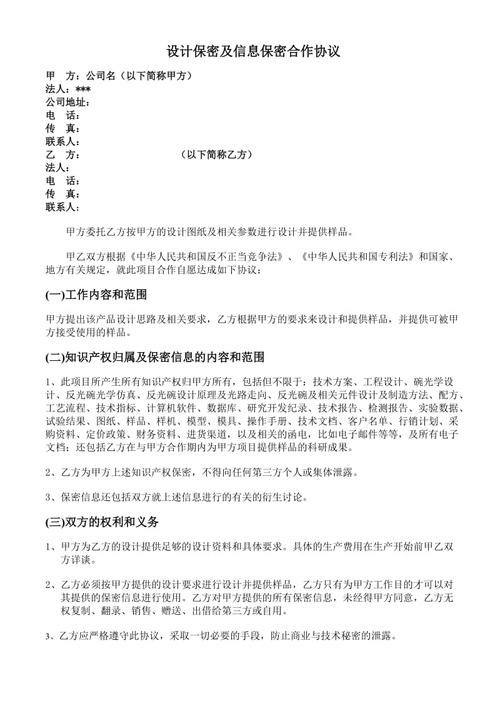 设计保密及信息保密合作协议
甲　方：公司名（以下简称甲方）
法人：***
公司地址：
电　话：
传　真：
联系人：
乙　方：　　　　　　　（以下简称乙方）
法人：
电　话：
传　真：
联系人：
甲方委托乙方按甲方的设计图纸及相关参数进行设计并提供样品。
甲乙双方根据《中华人民共和国反不正当竞争法》、《中华人民共和国专利法》和国家、
地方有关规定，就此项目合作自愿达成如下协议：
(一)工作内容和范围
甲方提出该产品设计思路及相关要求，乙方根据甲方的要求来设计和提供样品，并提供可被甲
方接受使用的样品。
(二)知识产权归属及保密信息的内容和范围
1、此项目所产生所有知识产权归甲方所有，包括但不限于：技术方案、工程设计、碗光学设
计、反光碗光学仿真、反光碗设计原理及光路走向、反光碗及相关元件设计及制造方法、配方、
工艺流程、技术指标、计算机软件、数据库、研究开发纪录、技术报告、检测报告、实验数据、
试验结果、图纸、样品、样机、模型、模具、操作手册、技术文档、客户名单、行销计划、采
购资料、定价政策、财务资料、进货渠道，以及相关的函电，比如电子邮件等等，及所有电子
文档；还包括乙方在与甲方合作期内为甲方项目提供样品的科研成果。
2、乙方为甲方上述知识产权保密，不得向任何第三方个人或集体泄露。
3、保密信息还包括双方就上述信息进行的有关的衍生讨论。
(三)双方的权利和义务
1、甲方为乙方的设计提供足够的设计资料和具体要求。具体的生产费用在生产开始前甲乙双
方详谈。
2、乙方必须按甲方提供的设计要求进行设计并提供样品，乙方只有为甲方工作目的才可以对
其提供的保密信息进行使用。乙方对甲方提供的所有保密信息，未经得甲方同意，乙方无
权复制、翻录、销售、赠送、出借给第三方或自用。
3、乙方应严格遵守此协议，采取一切必要的手段，防止商业与技术秘密的泄露。